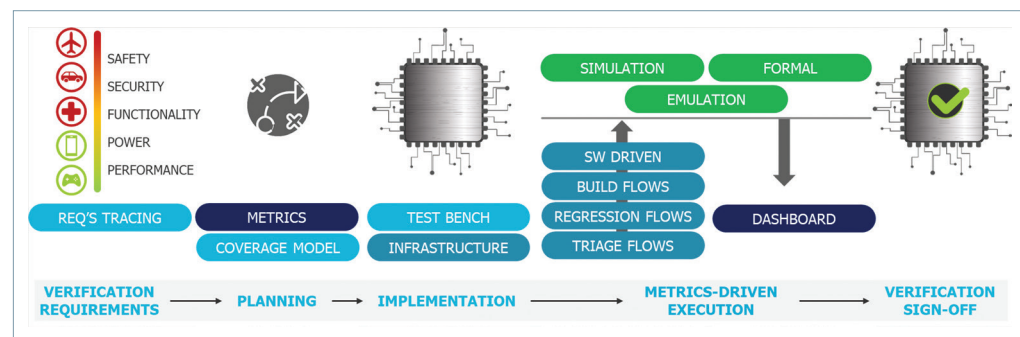 SAFETY
SECURITY
FUNCTIONALITY
POWER
PERFORMANCE
REQ'S TRACING
METRICS
COVERAGE MODEL
TEST BENCH
INFRASTRUCTURE
SIMULATION
FORMAL
EMULATION
SW DRIVEN
BUILD FLOWS
REGRESSION FLOWS
TRIAGE FLOWS
DASHBOARD
VERIFICATION
REQUIREMENTS
PLANNING
IMPLEMENTATION
METRICS-DRIVEN
EXECUTION
VERIFICATION
SIGN-OFF